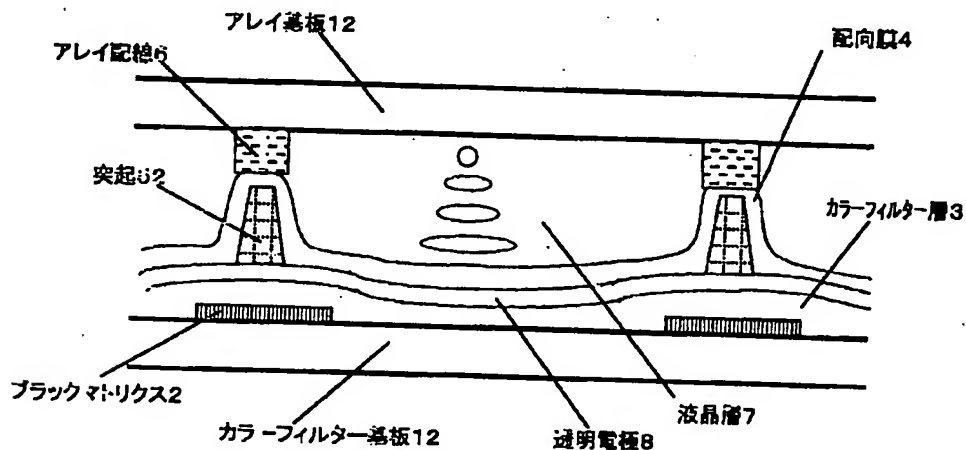 アレイ基板12
アレイ配線6
配向膜4
突起52
カラーフィルター層3
ブラックマトリクス2
カラーフィルター基板12
透明電極8
液晶層7